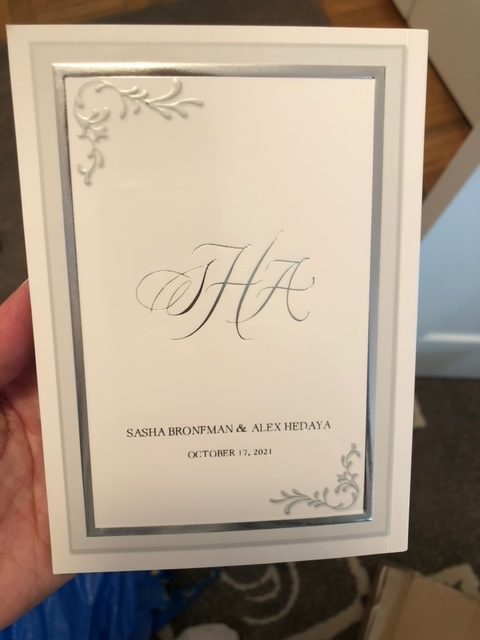 SHA
SASHA BRONFMAN & ALEX HEDAYA
OCTOBER 17, 2021